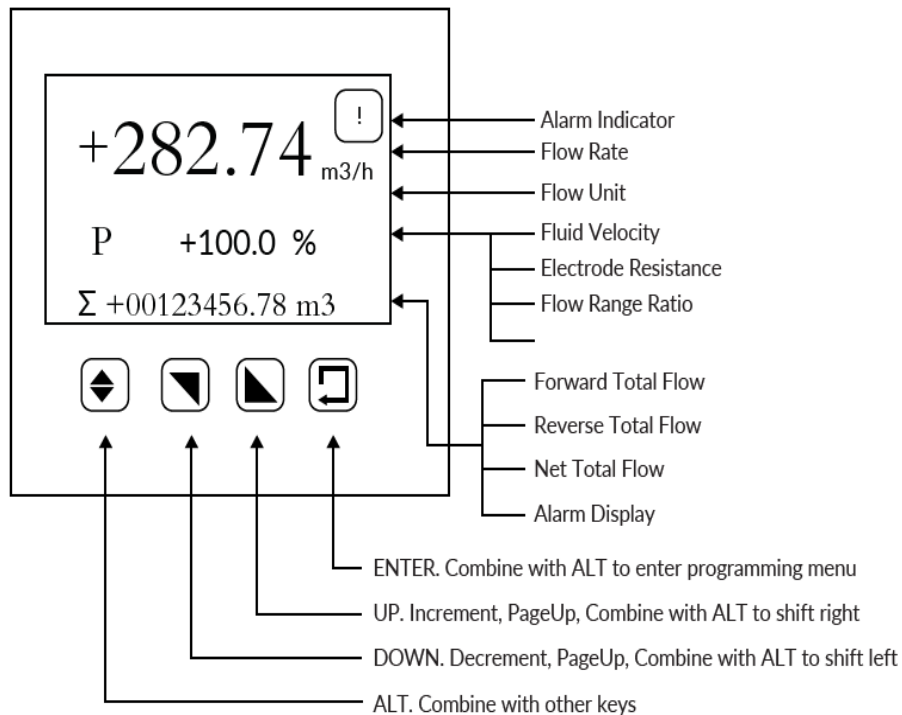 !
+282.74 m3/h
P +100.0 %
Σ +00123456.78 m3
Alarm Indicator
Flow Rate
Flow Unit
Fluid Velocity
Electrode Resistance
Flow Range Ratio
Forward Total Flow
Reverse Total Flow
Net Total Flow
Alarm Display
ENTER. Combine with ALT to enter programming menu
UP. Increment, PageUp, Combine with ALT to shift right
DOWN. Decrement, PageUp, Combine with ALT to shift left
ALT. Combine with other keys